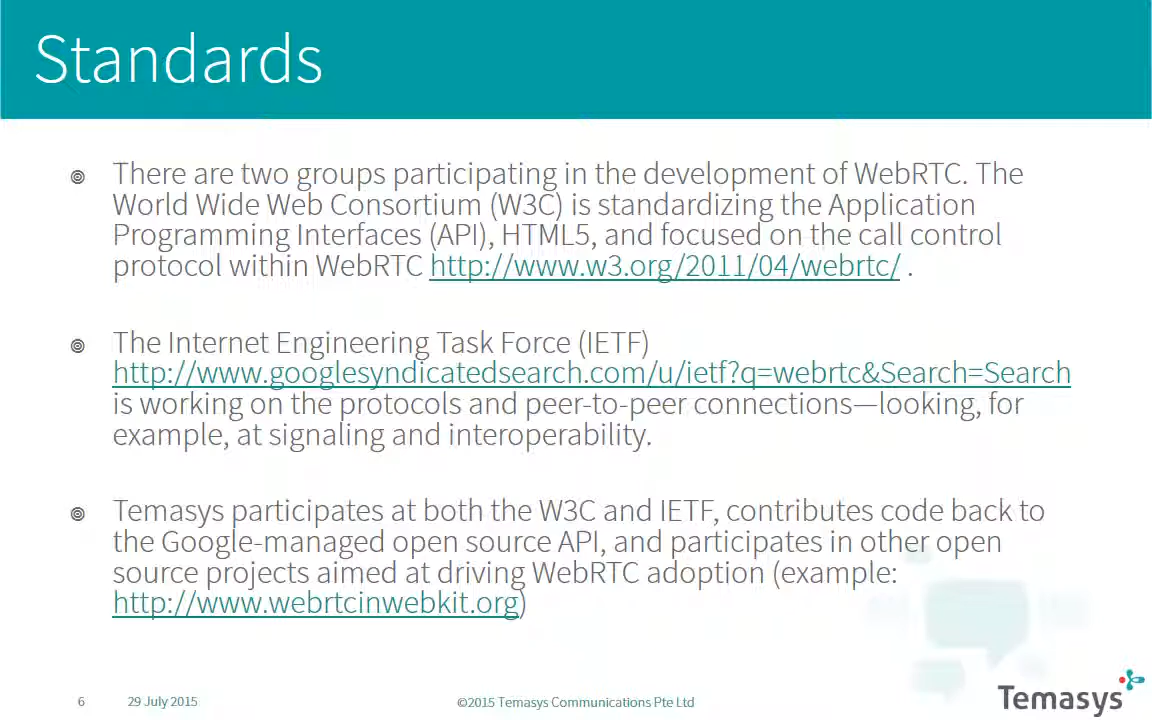 Standards
There are two groups participating in the development of WebRTC. The
World Wide Web Consortium (W3C) is standardizing the Application
Programming Interfaces (API), HTML5, and focused on the call control
protocol within WebRTC http://www.w3.org/2011/04/webrtc/ .
The Internet Engineering Task Force (IETF)
http://www.googlesyndicatedsearch.com/u/ietf?q=webrtc&Search=Search
is working on the protocols and peer-to-peer connections—looking, for
example, at signaling and interoperability.
Temasys participates at both the W3C and IETF, contributes code back to
the Google-managed open source API, and participates in other open
source projects aimed at driving WebRTC adoption (example:
http://www.webrtcinwebkit.org)
6 29 July 2015 ©2015 Temasys Communications Pte Ltd
Temasys